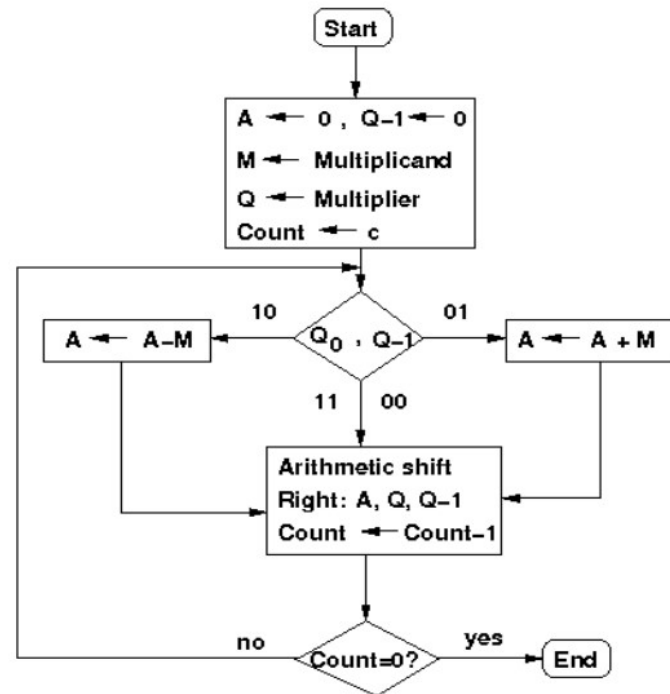 Start
A ← 0 , Q-1 ← 0
M ← Multiplicand
Q ← Multiplier
Count ← c
10
Q0 , Q-1
01
A ← A-M
A ← A + M
11 00
Arithmetic shift
Right: A, Q, Q-1
Count ← Count-1
no
Count=0?
yes
End